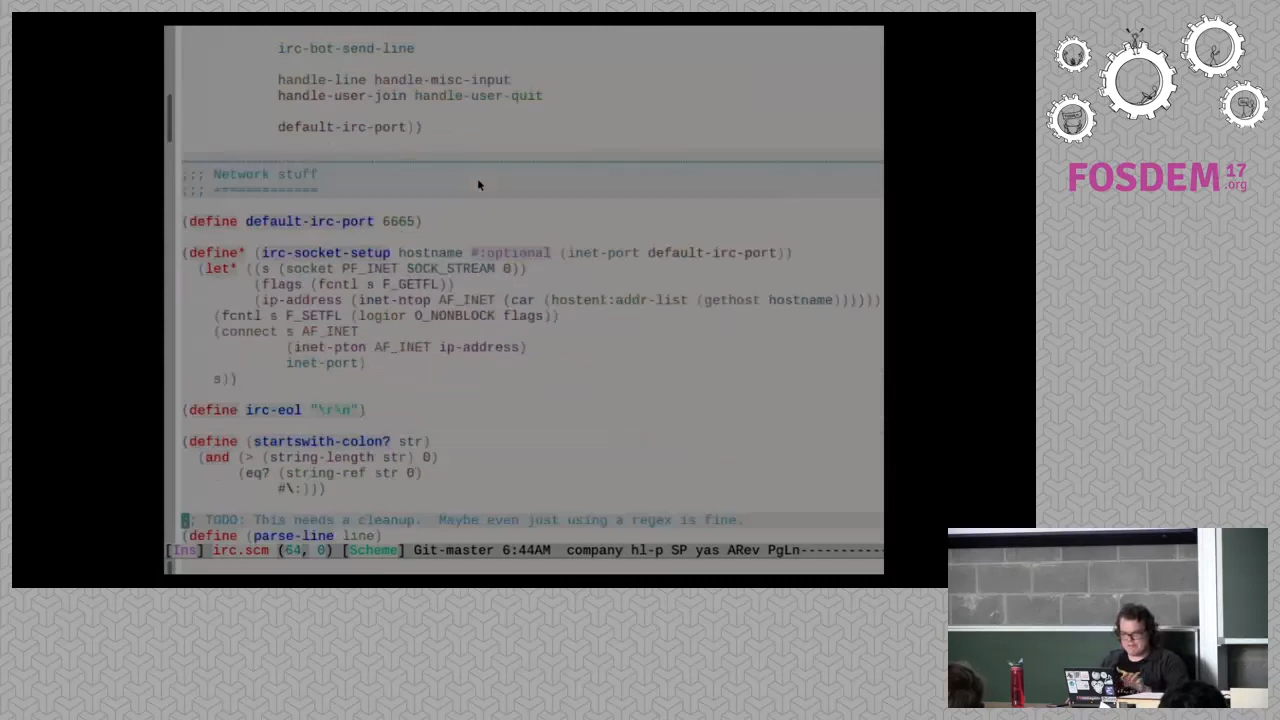 irc-bot-send-line
handle-line handle-misc-input
handle-user-join handle-user-quit
default-irc-port))
;;; Network stuff
;;; =============
(define default-irc-port 6665)
(define* (irc-socket-setup hostname #:optional (inet-port default-irc-port))
(let* ((s (socket PF_INET SOCK_STREAM 0))
(flags (fcntl s F_GETFL))
(ip-address (inet-ntop AF_INET (car (hostent:addr-list (gethost hostname))))))
(fcntl s F_SETFL (logior O_NONBLOCK flags))
(connect s AF_INET
(inet-pton AF_INET ip-address)
inet-port)
s))
(define irc-eol "\r\n")
(define (startswith-colon? str)
(and (> (string-length str) 0)
(eq? (string-ref str 0)
#\:)))
;; TODO: This needs a cleanup.  Maybe even just using a regex is fine.
(define (parse-line line)
[Ins] irc.scm (64, 0) [Scheme] Git-master 6:44AM  company hl-p SP yas ARev PgLn-----------
FOSDEM 17
.org